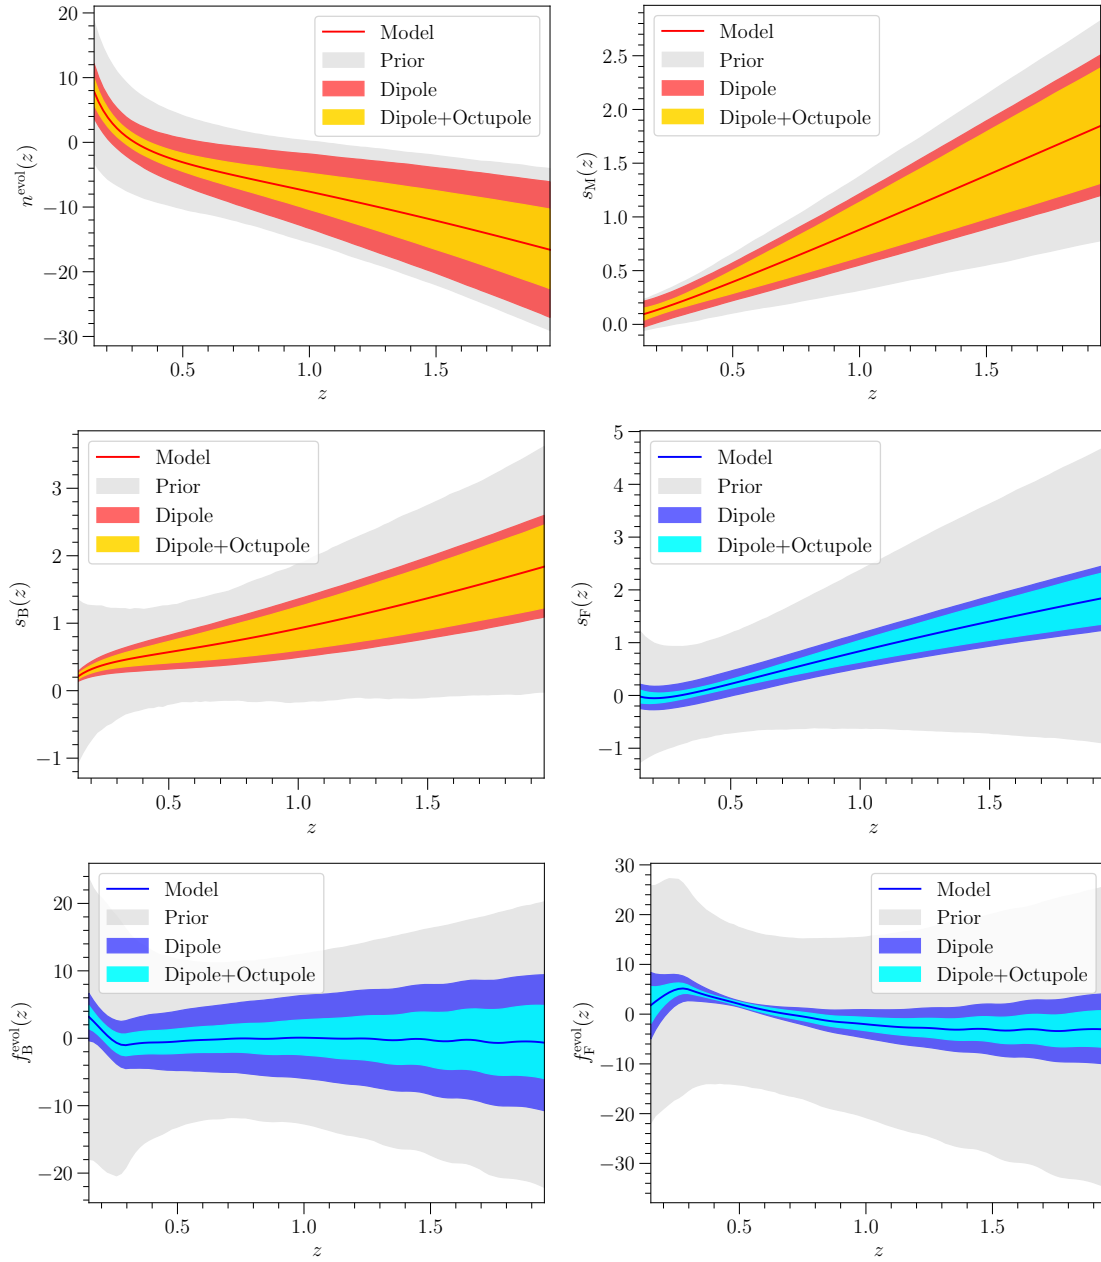 20
10
0
−10
−20
−30
n^evol(z)
Model
Prior
Dipole
Dipole+Octupole
0.5
1.0
1.5
z
2.5
2.0
1.5
1.0
0.5
0.0
s_M(z)
Model
Prior
Dipole
Dipole+Octupole
0.5
1.0
1.5
z
3
2
1
0
−1
s_B(z)
Model
Prior
Dipole
Dipole+Octupole
0.5
1.0
1.5
z
5
4
3
2
1
0
−1
s_F(z)
Model
Prior
Dipole
Dipole+Octupole
0.5
1.0
1.5
z
20
10
0
−10
−20
f_B^evol(z)
Model
Prior
Dipole
Dipole+Octupole
0.5
1.0
1.5
z
30
20
10
0
−10
−20
−30
f_F^evol(z)
Model
Prior
Dipole
Dipole+Octupole
0.5
1.0
1.5
z